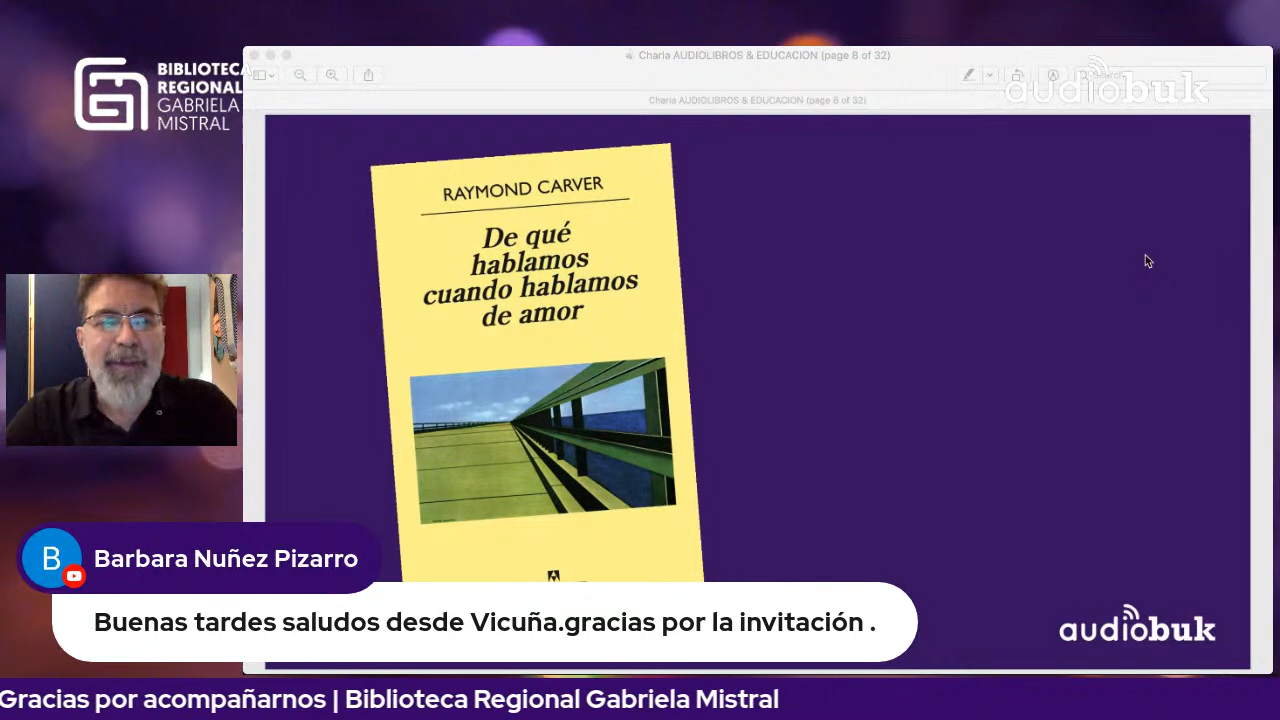 BIBLIOTECA
REGIONAL
GABRIELA
MISTRAL
Charla AUDIOLIBROS & EDUCACION (page 8 of 32)
Charla AUDIOLIBROS & EDUCACION (page 8 of 32)
audiobuk
RAYMOND CARVER
De qué
hablamos
cuando hablamos
de amor
B
Barbara Nuñez Pizarro
Buenas tardes saludos desde Vicuña.gracias por la invitación .
audiobuk
Gracias por acompañarnos | Biblioteca Regional Gabriela Mistral